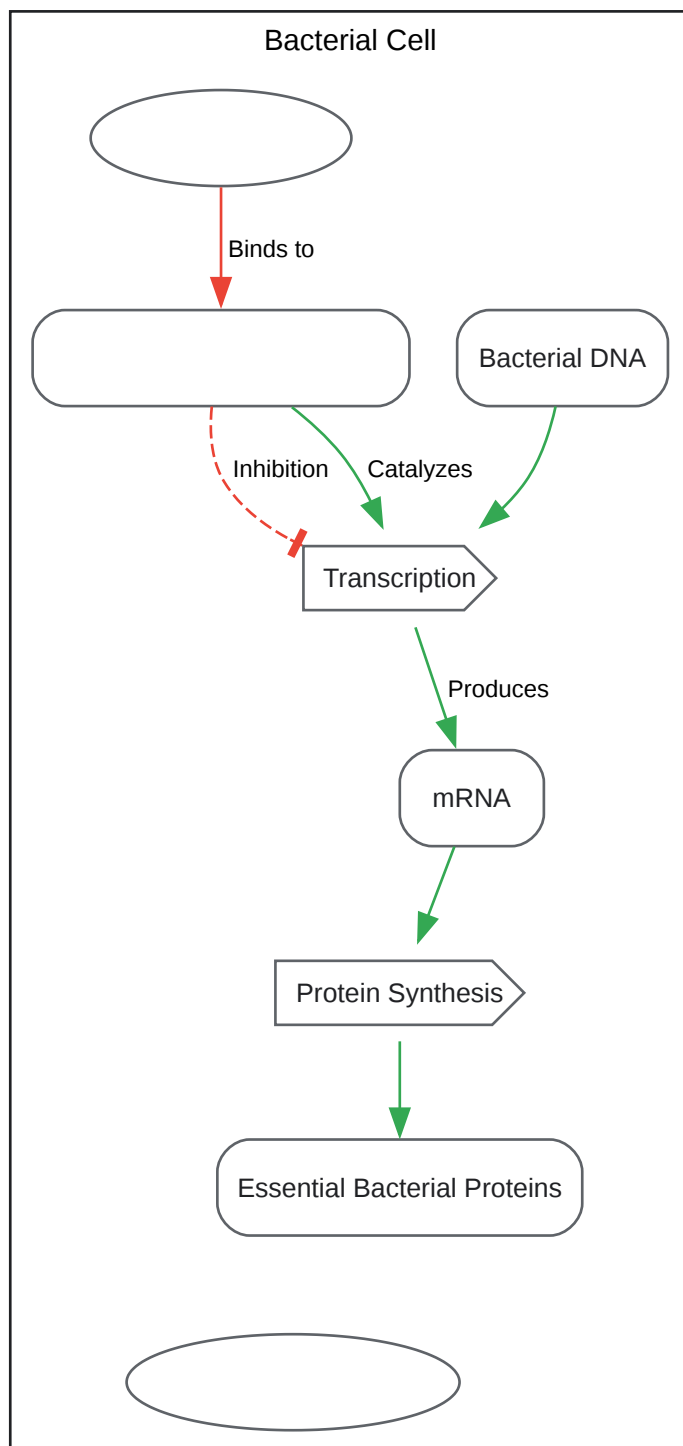 Bacterial Cell
Binds to
Bacterial DNA
Inhibition
Catalyzes
Transcription
Produces
mRNA
Protein Synthesis
Essential Bacterial Proteins